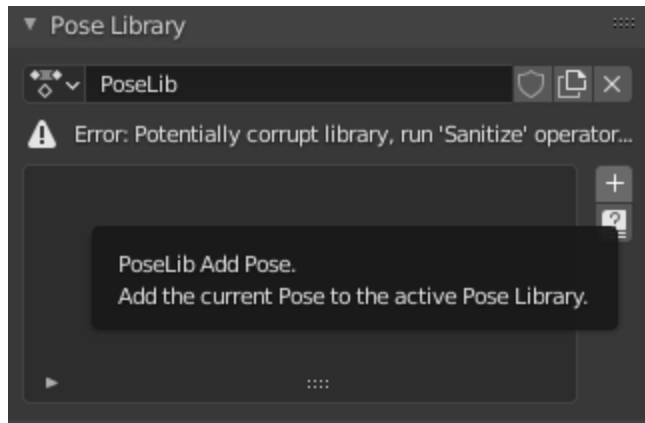 Pose Library
PoseLib
Error: Potentially corrupt library, run 'Sanitize' operator...
PoseLib Add Pose.
Add the current Pose to the active Pose Library.